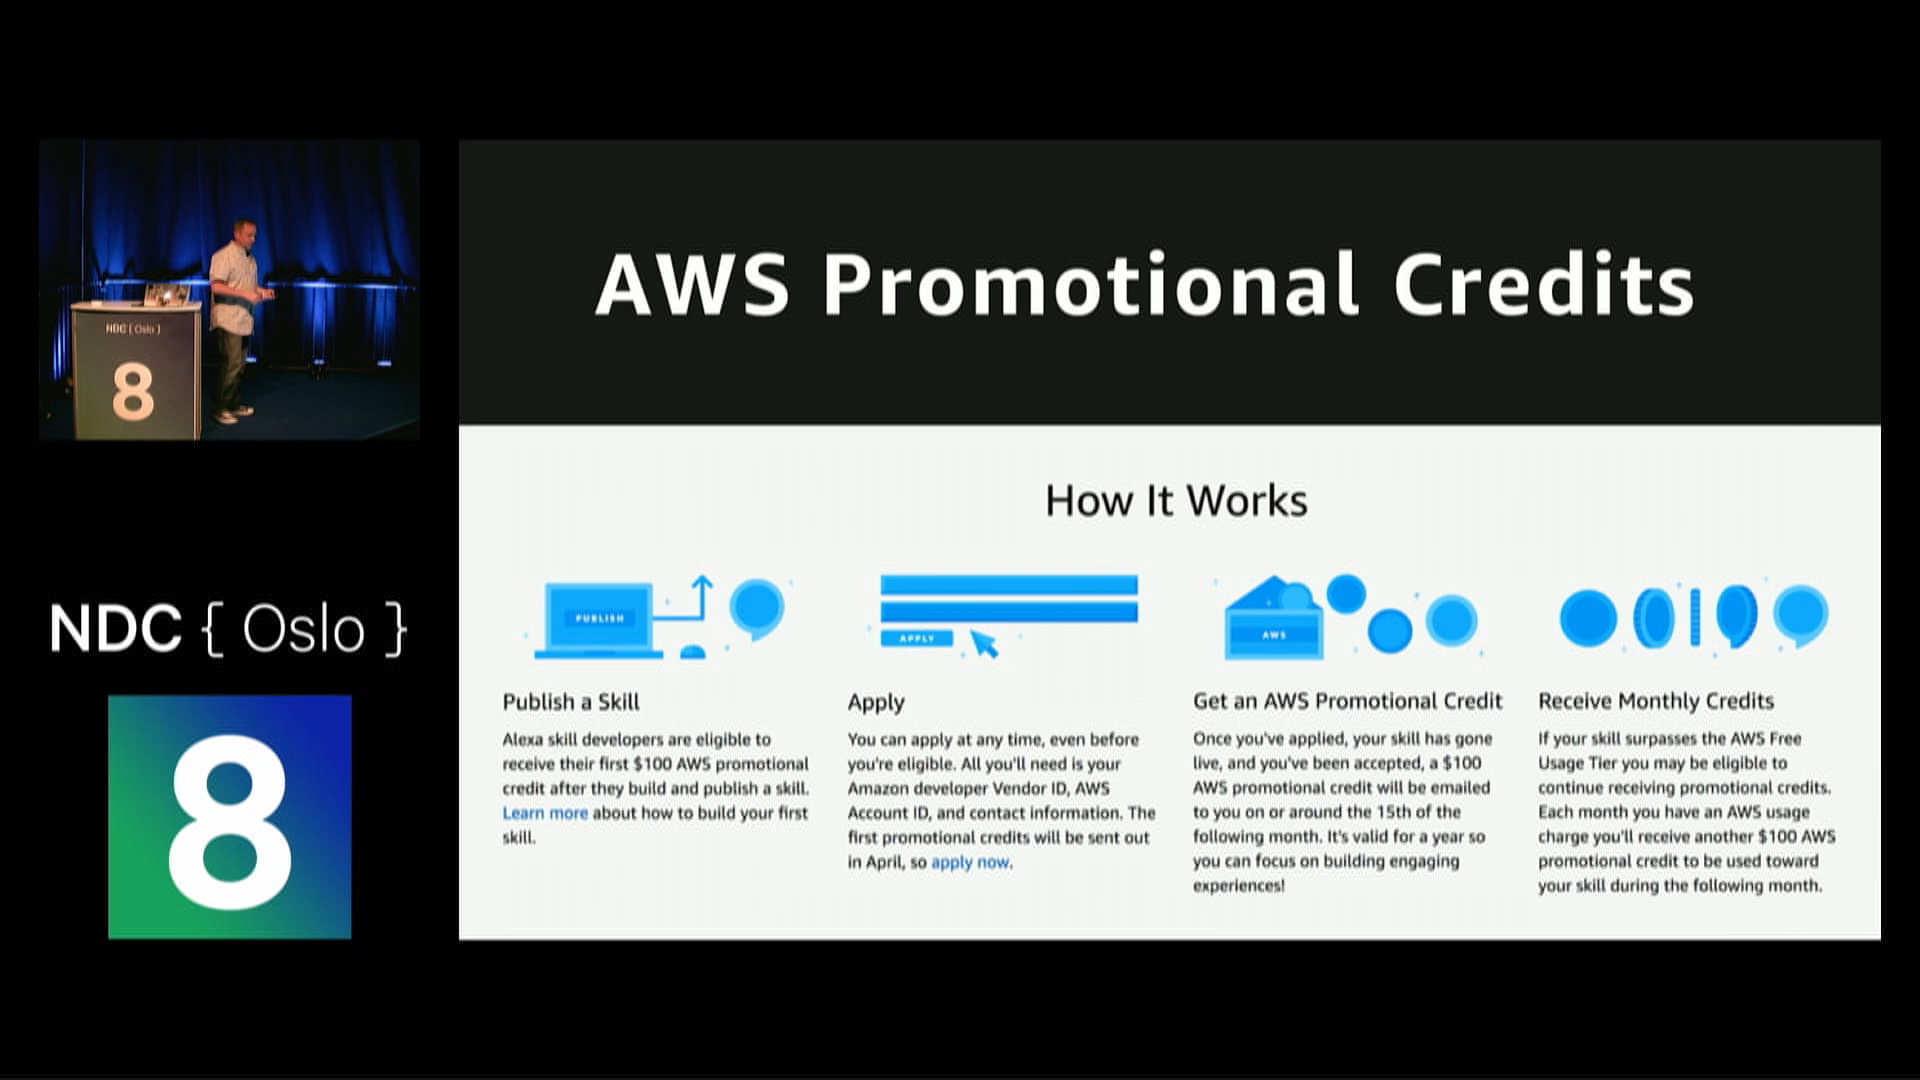 NDC { Oslo }
8
NDC { Oslo }
8
AWS Promotional Credits
How It Works
PUBLISH
Publish a Skill
Alexa skill developers are eligible to
receive their first $100 AWS promotional
credit after they build and publish a skill.
Learn more about how to build your first
skill.
APPLY
Apply
You can apply at any time, even before
you're eligible. All you'll need is your
Amazon developer Vendor ID, AWS
Account ID, and contact information. The
first promotional credits will be sent out
in April, so apply now.
AWS
Get an AWS Promotional Credit
Once you've applied, your skill has gone
live, and you've been accepted, a $100
AWS promotional credit will be emailed
to you on or around the 15th of the
following month. It's valid for a year so
you can focus on building engaging
experiences!
Receive Monthly Credits
If your skill surpasses the AWS Free
Usage Tier you may be eligible to
continue receiving promotional credits.
Each month you have an AWS usage
charge you'll receive another $100 AWS
promotional credit to be used toward
your skill during the following month.